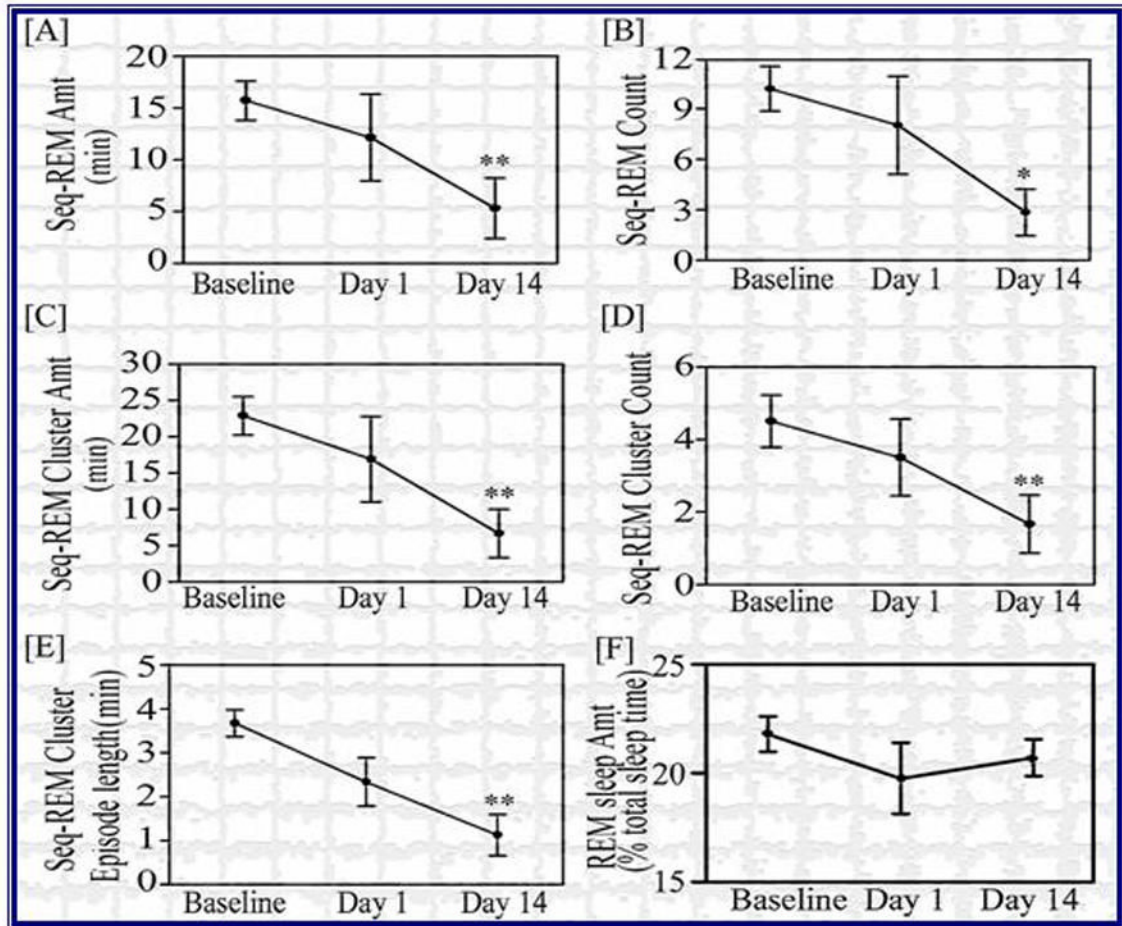 [A]
Seq-REM Amt
(min)
20
15
10
5
0
**
Baseline Day 1 Day 14
[B]
Seq-REM Count
12
9
6
3
0
*
Baseline Day 1 Day 14
[C]
Seq-REM Cluster Amt
(min)
30
25
20
15
10
5
0
**
Baseline Day 1 Day 14
[D]
Seq-REM Cluster Count
6
4
2
0
**
Baseline Day 1 Day 14
[E]
Seq-REM Cluster
Episode length(min)
5
4
3
2
1
0
**
Baseline Day 1 Day 14
[F]
REM sleep Amt
(% total sleep time)
25
20
15
Baseline Day 1 Day 14